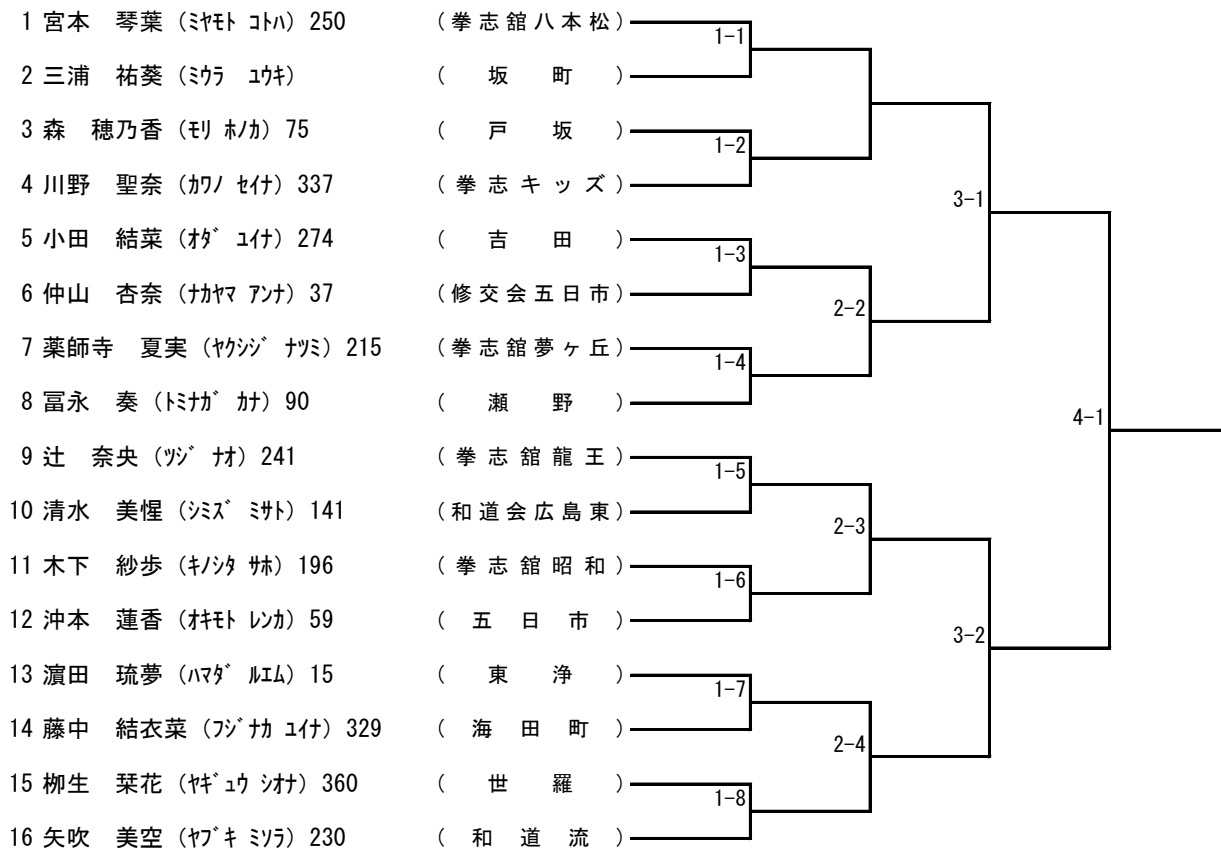 1 宮本　琴葉（ﾐﾔﾓﾄ ｺﾄﾊ）250 （拳志舘八本松）
1-1
2 三浦　祐葵（ﾐｳﾗ ﾕｳｷ） （坂町）
3 森　穂乃香（ﾓﾘ ﾎﾉｶ）75 （戸坂）
1-2
4 川野　聖奈（ｶﾜﾉ ｾｲﾅ）337 （拳志キッズ）
3-1
5 小田　結菜（ｵﾀﾞ ﾕｲﾅ）274 （吉田）
1-3
6 仲山　杏奈（ﾅｶﾔﾏ ｱﾝﾅ）37 （修交会五日市）
2-2
7 薬師寺　夏実（ﾔｸｼｼﾞ ﾅﾂﾐ）215 （拳志舘夢ヶ丘）
1-4
8 冨永　奏（ﾄﾐﾅｶﾞ ｶﾅ）90 （瀬野）
4-1
9 辻　奈央（ﾂｼﾞ ﾅｵ）241 （拳志舘龍王）
1-5
10 清水　美惺（ｼﾐｽﾞ ﾐｻﾄ）141 （和道会広島東）
2-3
11 木下　紗歩（ｷﾉｼﾀ ｻﾎ）196 （拳志舘昭和）
1-6
12 沖本　蓮香（ｵｷﾓﾄ ﾚﾝｶ）59 （五日市）
3-2
13 濵田　琉夢（ﾊﾏﾀﾞ ﾙｴﾑ）15 （東浄）
1-7
14 藤中　結衣菜（ﾌｼﾞﾅｶ ﾕｲﾅ）329 （海田町）
2-4
15 栁生　栞花（ﾔｷﾞｭｳ ｼｵﾅ）360 （世羅）
1-8
16 矢吹　美空（ﾔﾌﾞｷ ﾐｿﾗ）230 （和道流）